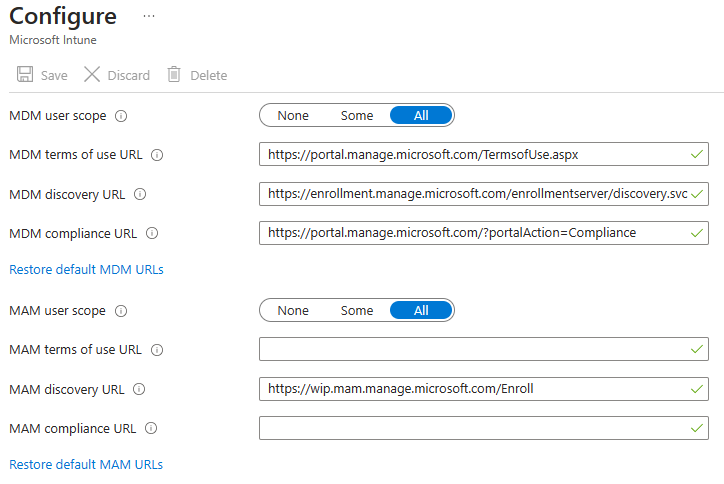 Configure ...
Microsoft Intune
Save Discard Delete
MDM user scope None Some All
MDM terms of use URL https://portal.manage.microsoft.com/TermsofUse.aspx
MDM discovery URL https://enrollment.manage.microsoft.com/enrollmentserver/discovery.svc
MDM compliance URL https://portal.manage.microsoft.com/?portalAction=Compliance
Restore default MDM URLs
MAM user scope None Some All
MAM terms of use URL
MAM discovery URL https://wip.mam.manage.microsoft.com/Enroll
MAM compliance URL
Restore default MAM URLs